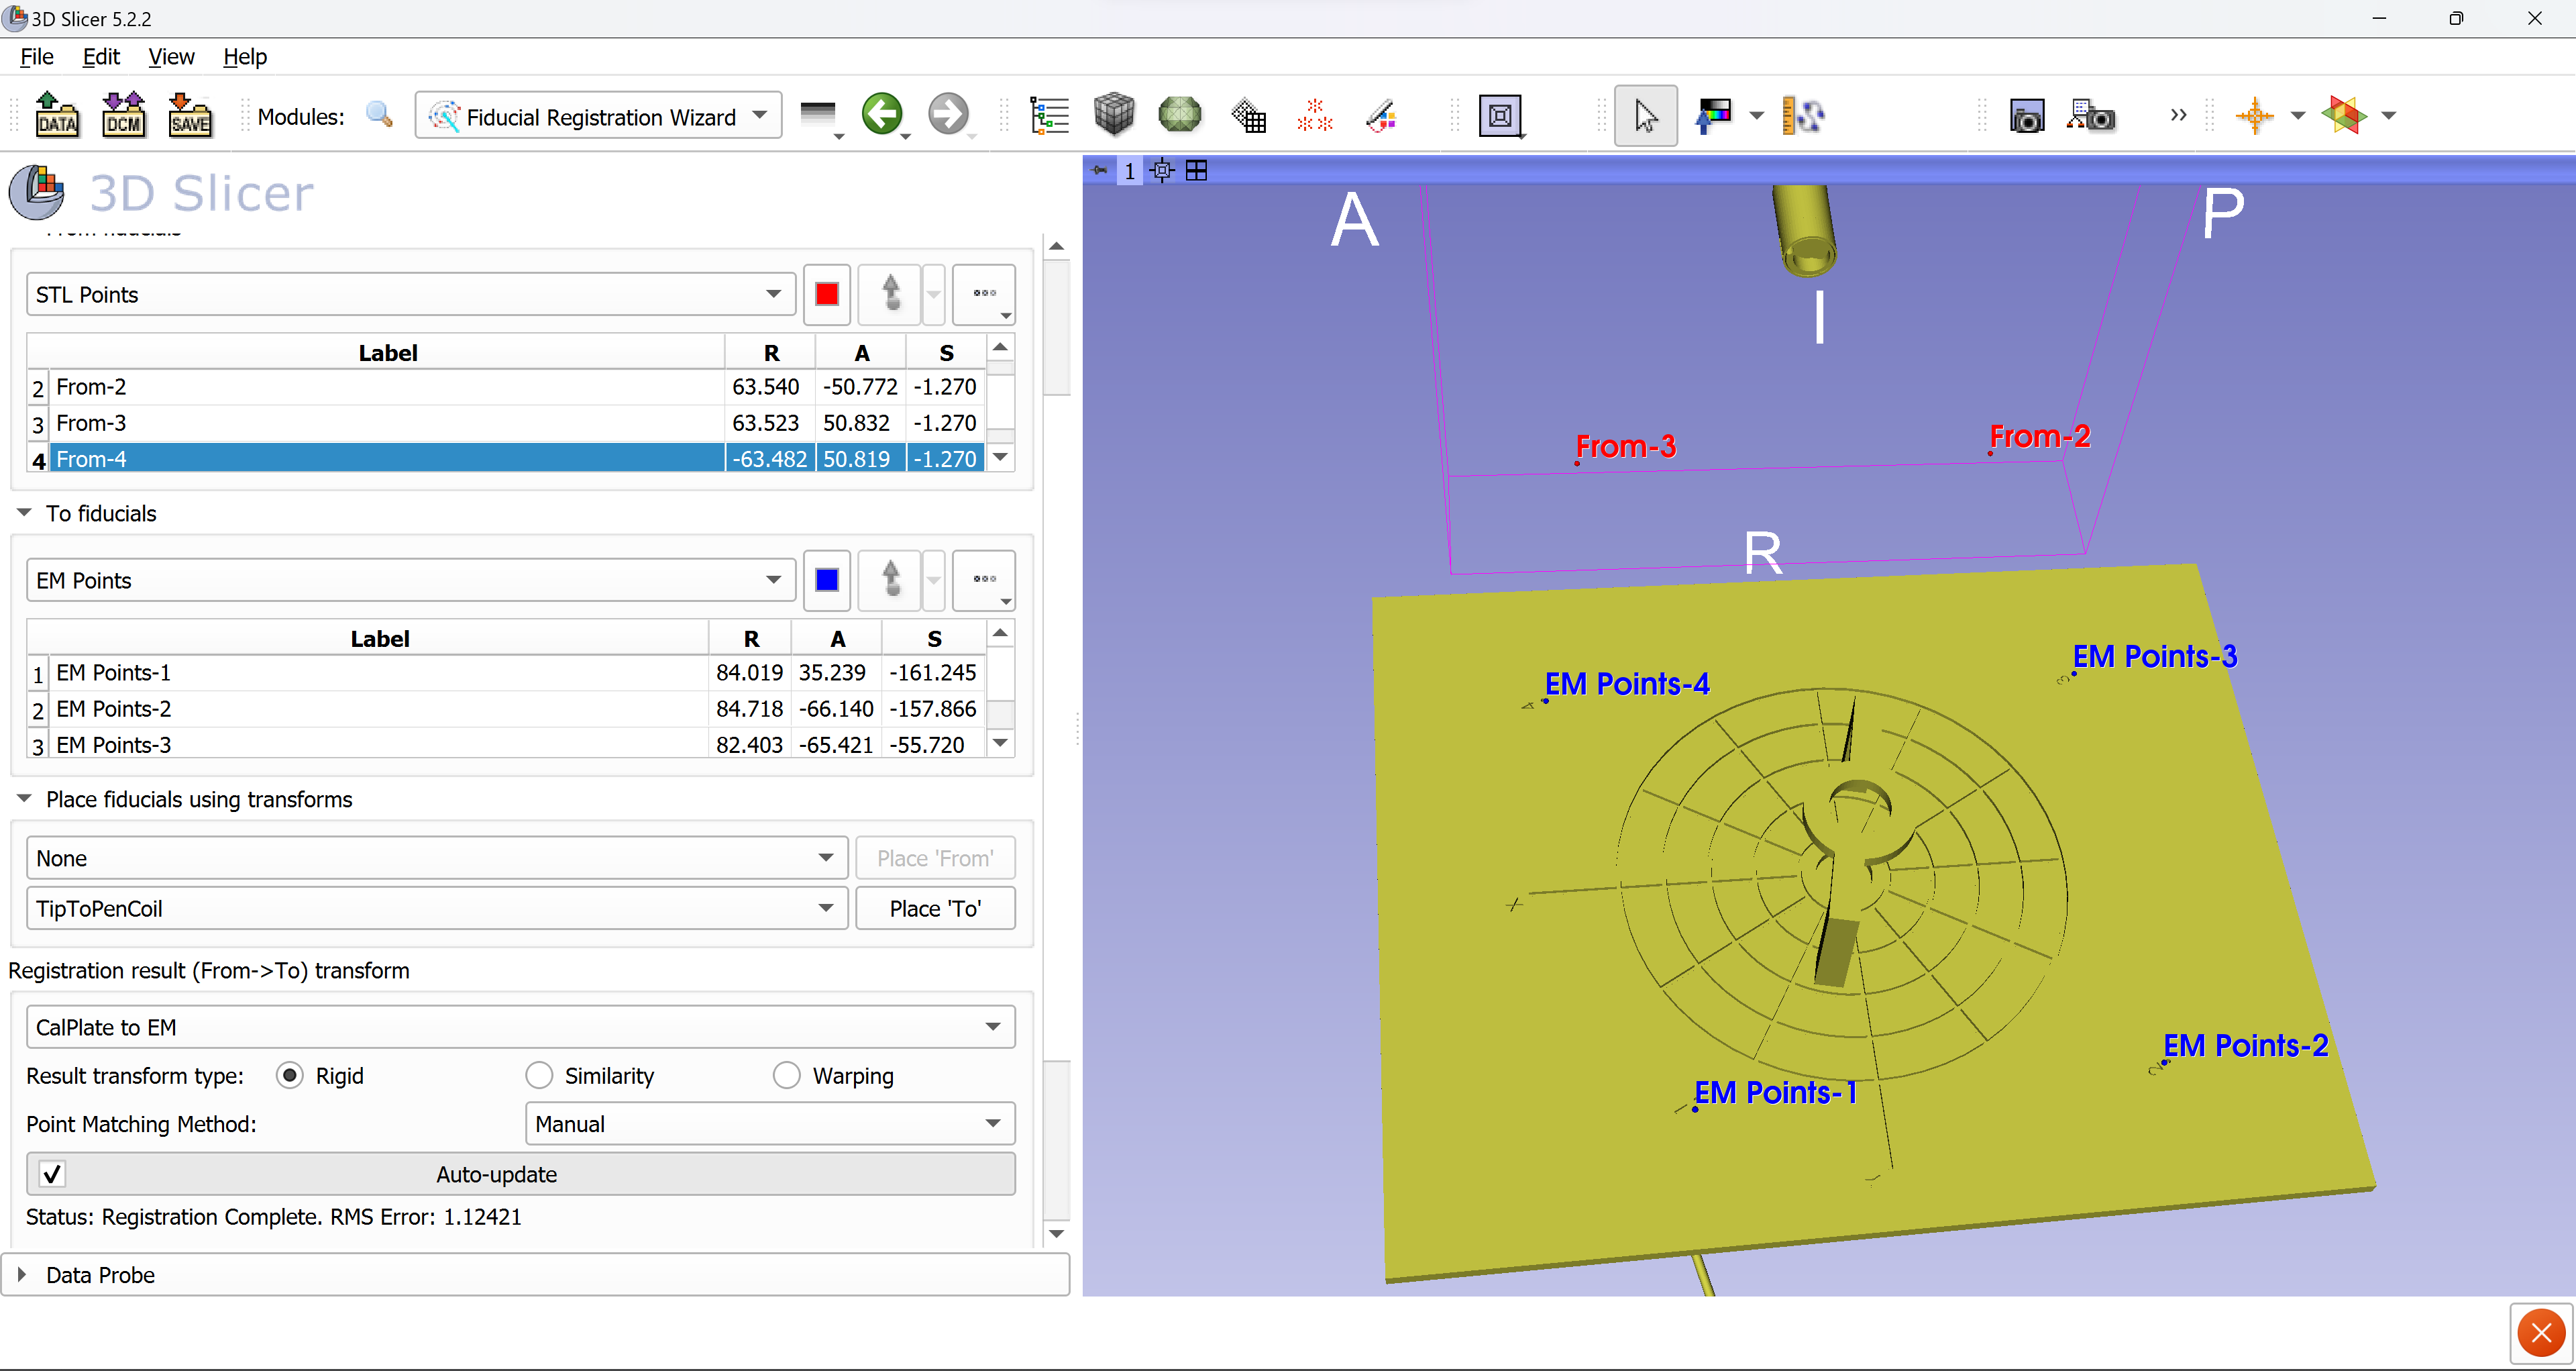 3D Slicer 5.2.2
File Edit View Help
DATA DCM SAVE Modules: Fiducial Registration Wizard
1
3D Slicer
STL Points
Label R A S
2 From-2 63.540 -50.772 -1.270
3 From-3 63.523 50.832 -1.270
4 From-4 -63.482 50.819 -1.270
To fiducials
EM Points
Label R A S
1 EM Points-1 84.019 35.239 -161.245
2 EM Points-2 84.718 -66.140 -157.866
3 EM Points-3 82.403 -65.421 -55.720
Place fiducials using transforms
None Place 'From'
TipToPenCoil Place 'To'
Registration result (From->To) transform
CalPlate to EM
Result transform type: Rigid Similarity Warping
Point Matching Method: Manual
Auto-update
Status: Registration Complete. RMS Error: 1.12421
Data Probe
A
P
I
From-3
From-2
R
EM Points-3
3
EM Points-4
4
X
EM Points-2
2
EM Points-1
1